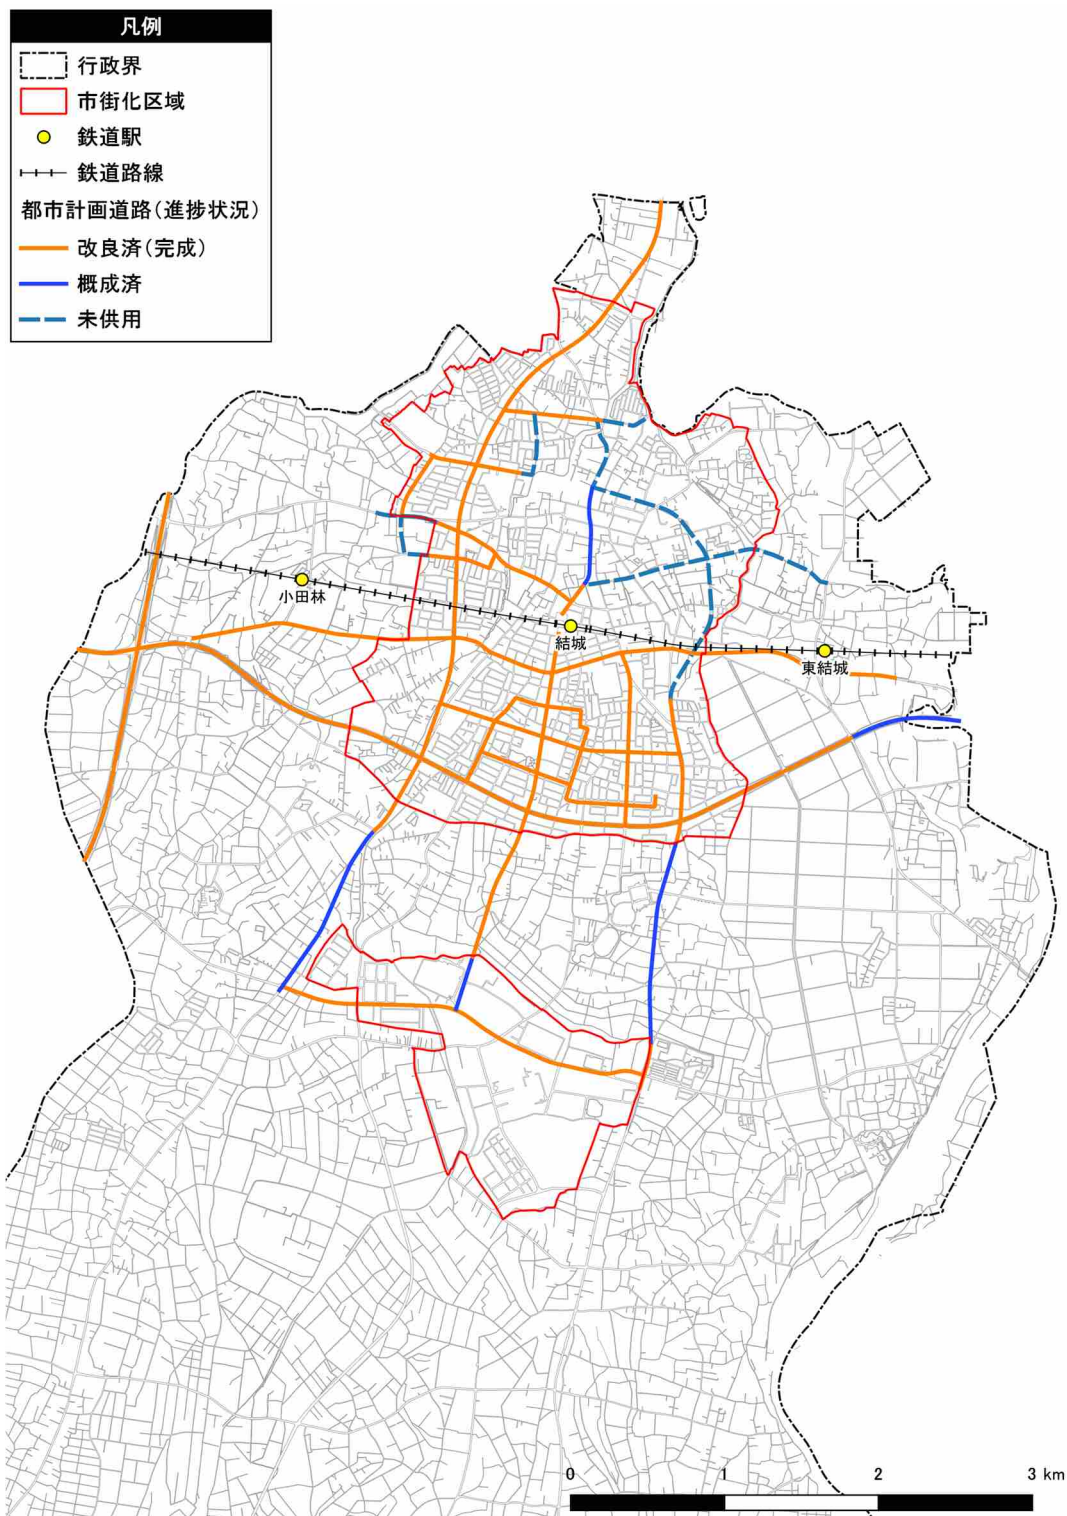 凡例
行政界
市街化区域
鉄道駅
鉄道路線
都市計画道路(進捗状況)
改良済(完成)
概成済
未供用
小田林
結城
東結城
0 1 2 3 km